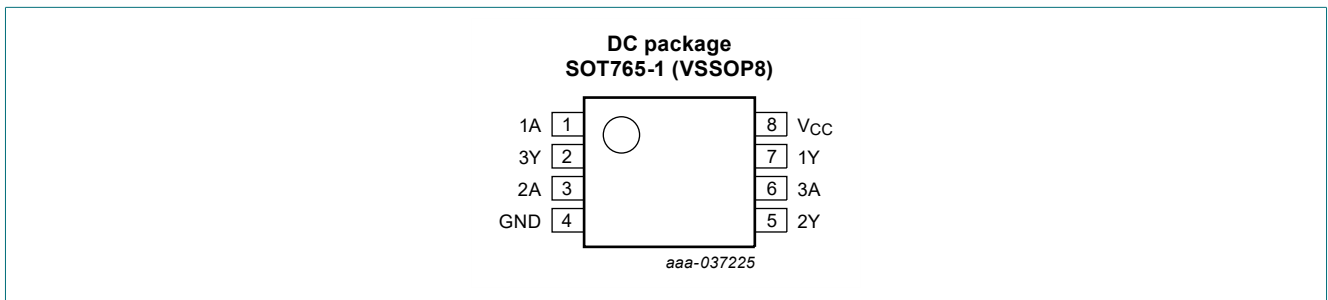 DC package
SOT765-1 (VSSOP8)
1A 1 8 VCC
3Y 2 7 1Y
2A 3 6 3A
GND 4 5 2Y
aaa-037225